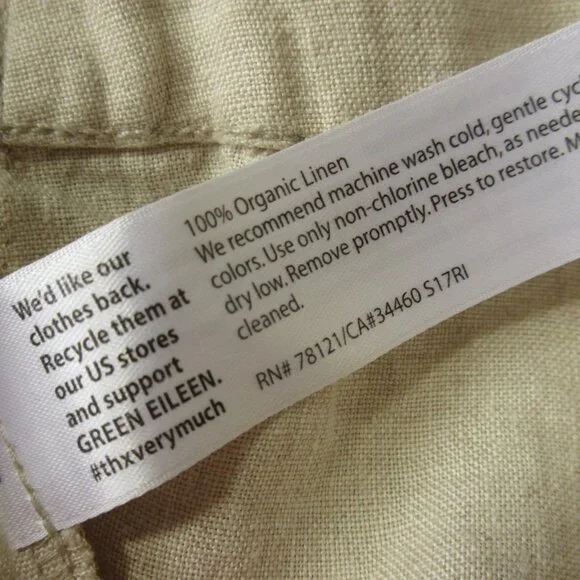 We'd like our
clothes back.
Recycle them at
our US stores
and support
GREEN EILEEN.
#thxverymuch
100% Organic Linen
We recommend machine wash cold, gentle
colors. Use only non-chlorine bleach, as
dry low. Remove promptly. Press to restore.
cleaned.
RN# 78121/CA#34460 S17RI